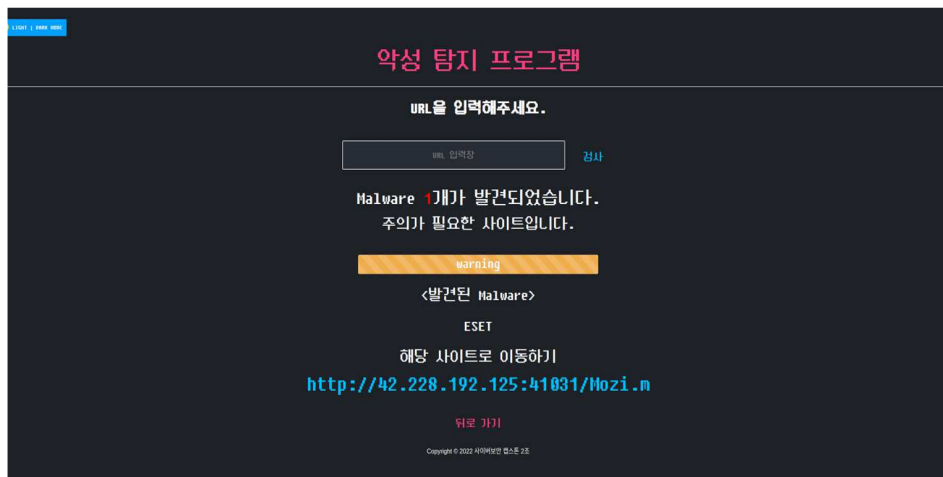 LIGHT | DARK MODE
악성 탐지 프로그램
URL을 입력해주세요.
URL 입력창
검사
Malware 1개가 발견되었습니다.
주의가 필요한 사이트입니다.
warning
<발견된 Malware>
ESET
해당 사이트로 이동하기
http://42.228.192.125:41031/Mozi.m
뒤로 가기
Copyright © 2022 사이버보안 캡스톤 2조